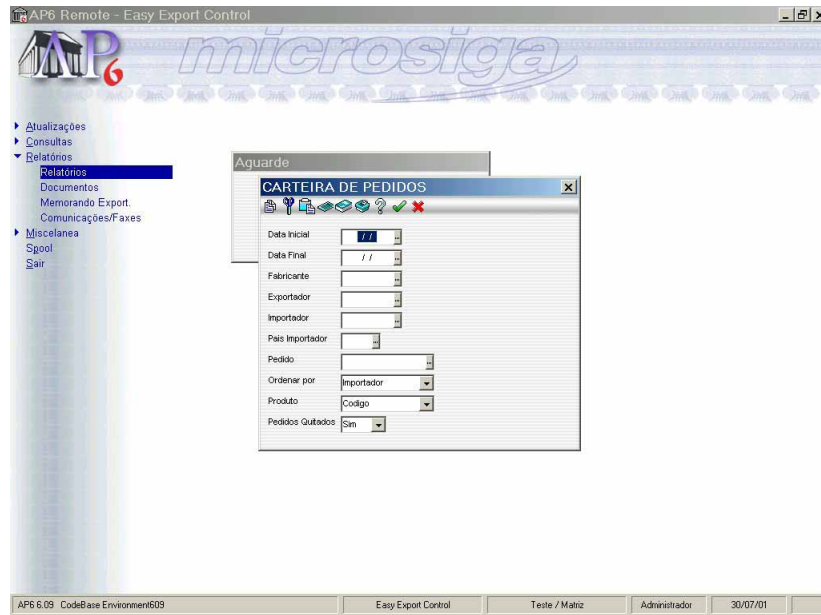 AP6 Remote - Easy Export Control
AP6
microsiga
Atualizações
Consultas
Relatórios
Relatórios
Documentos
Memorando Export.
Comunicações/Faxes
Miscelanea
Spool
Sair
Aguarde
CARTEIRA DE PEDIDOS
Data Inicial / /
Data Final / /
Fabricante
Exportador
Importador
Pais Importador
Pedido
Ordenar por Importador
Produto Codigo
Pedidos Quitados Sim
AP6 6.09 CodeBase Environment609 Easy Export Control Teste / Matriz Administrador 30/07/01